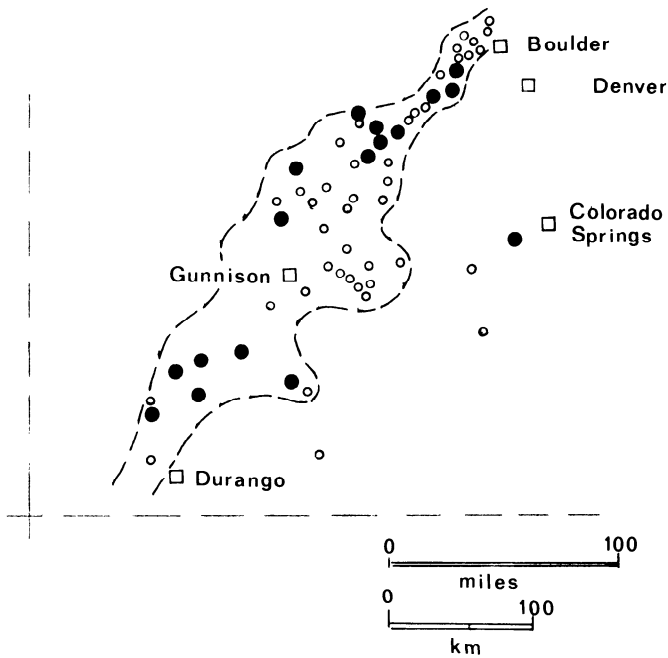 Boulder
Denver
Colorado
Springs
Gunnison
Durango
0 100
miles
0 100
km